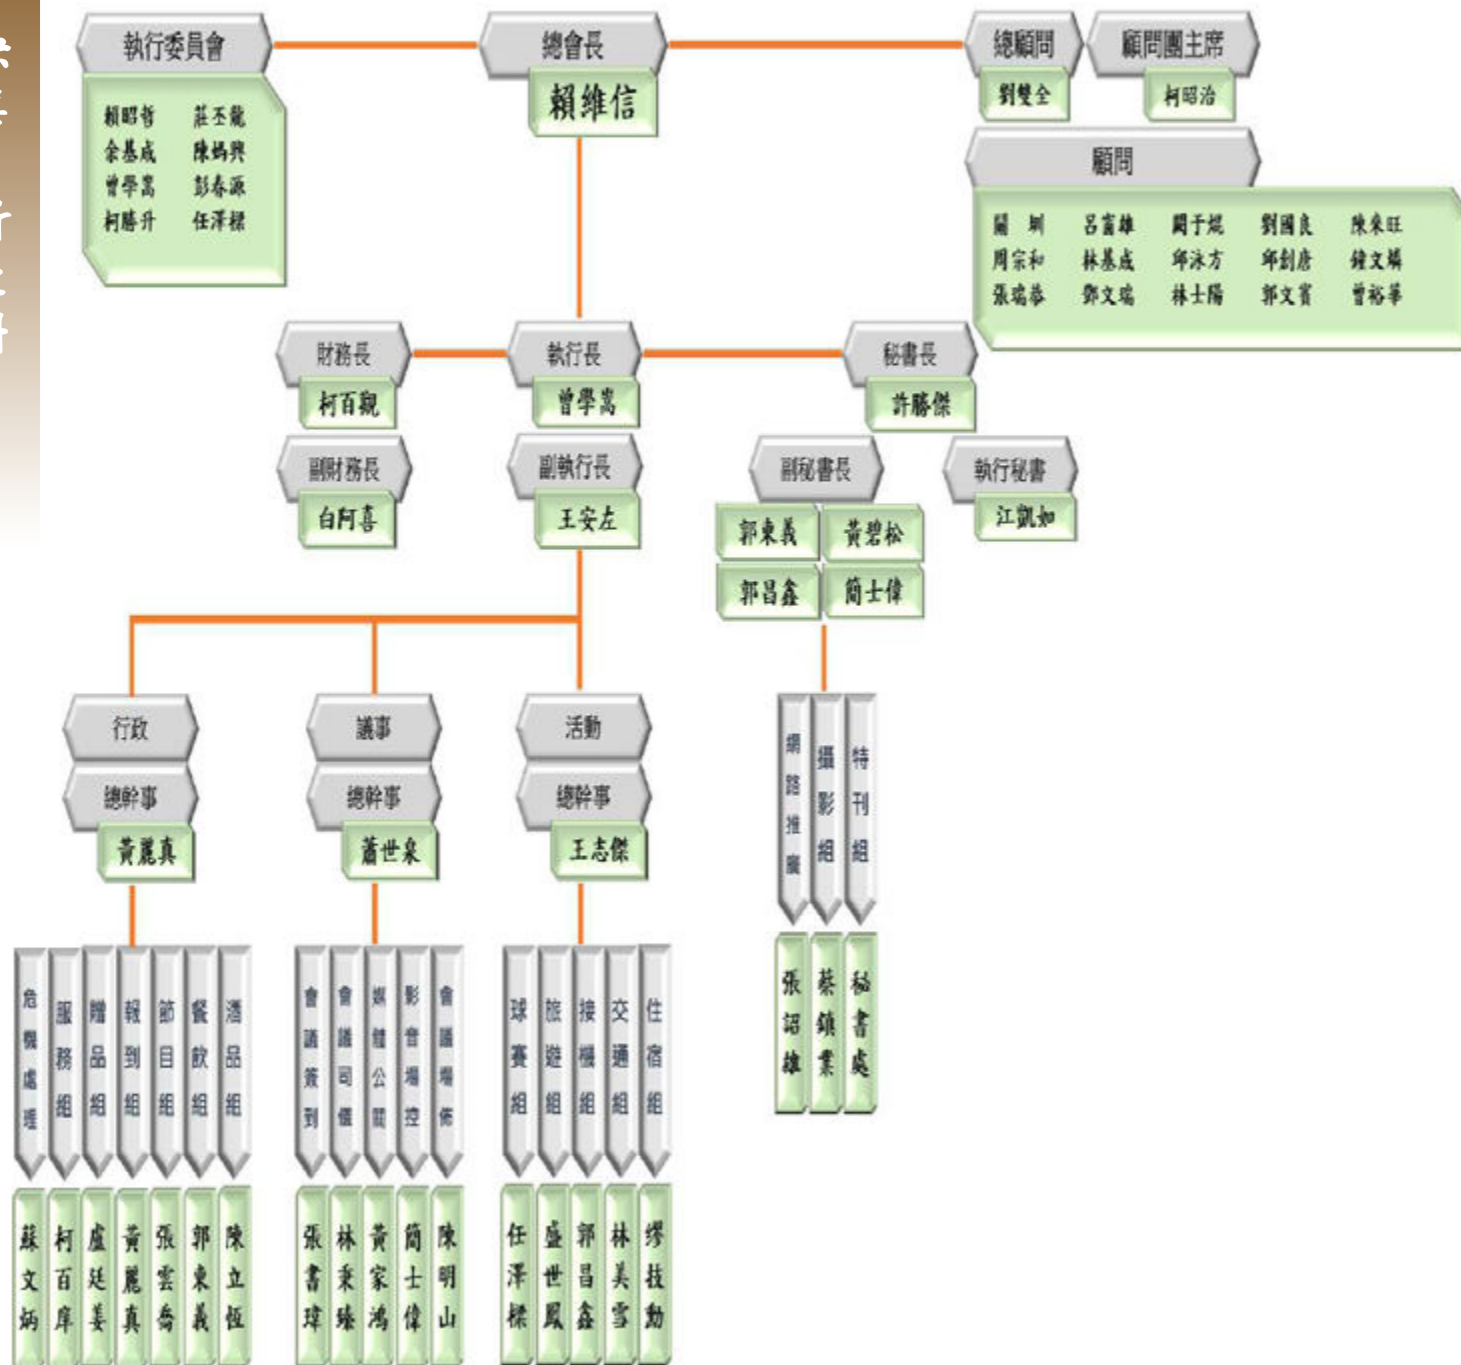 執行委員會
賴昭哲 莊丕龍
余基成 陳媽興
曾學嵩 彭春源
柯勝升 任澤樑
總會長
賴維信
總顧問
劉雙全
顧問團主席
柯昭治
顧問
關圳 呂富雄 闕于焜 劉國良 陳來旺
周宗和 林基成 邱泳方 邱創唐 鐘文麟
張瑞恭 鄧文瑞 林士陽 郭文賓 曾裕華
財務長
柯百觀
執行長
曾學嵩
秘書長
許勝傑
副財務長
白阿喜
副執行長
王安左
副秘書長
郭東義 黃碧松
郭昌鑫 簡士偉
執行秘書
江凱如
行政
總幹事
黃麗真
議事
總幹事
蕭世泉
活動
總幹事
王志傑
網路推廣
攝影組
特刊組
張詔雄
蔡鎮業
秘書處
危機處理
服務組
贈品組
報到組
節目組
餐飲組
酒品組
蘇文炳
柯百庠
盧廷姜
黃麗真
張雲喬
郭東義
陳立恆
會議簽到
會議司儀
媒體公關
影音場控
會議場佈
張書瑋
林秉臻
黃家鴻
簡士偉
陳明山
球賽組
旅遊組
接機組
交通組
住宿組
任澤樑
盛世鳳
郭昌鑫
林美雪
缪技勳